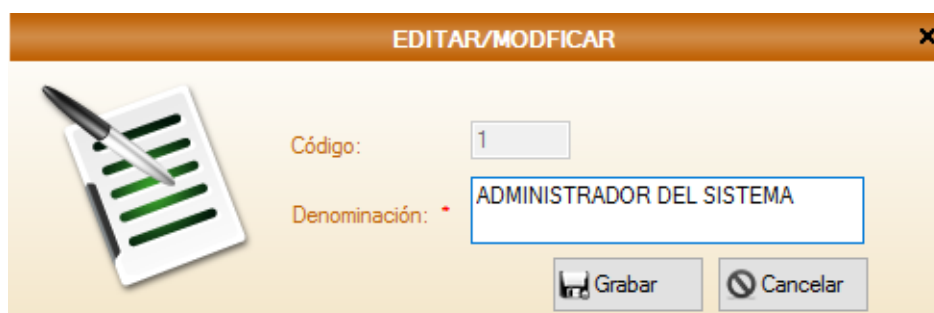 EDITAR/MODFICAR
Código: 1
Denominación: * ADMINISTRADOR DEL SISTEMA
Grabar Cancelar